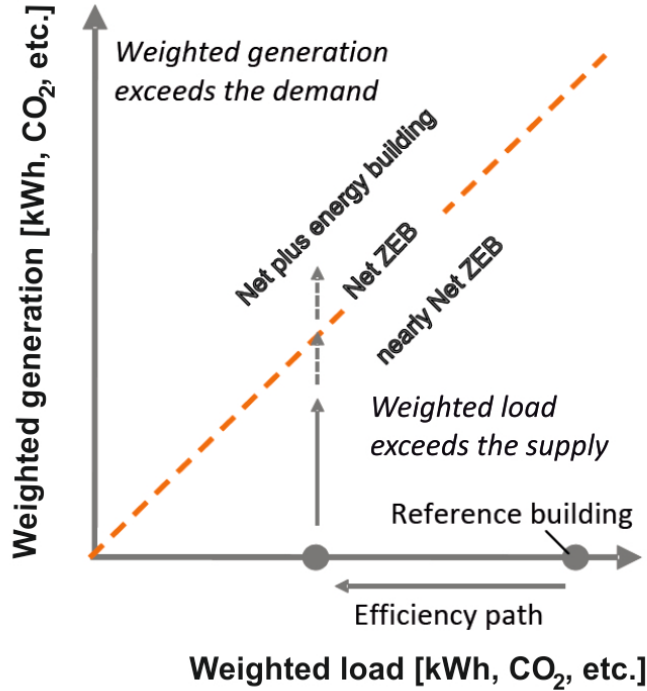 Weighted generation
exceeds the demand
Weighted generation [kWh, CO₂, etc.]
Net plus energy building
Net ZEB
nearly Net ZEB
Weighted load
exceeds the supply
Reference building
Efficiency path
Weighted load [kWh, CO₂, etc.]